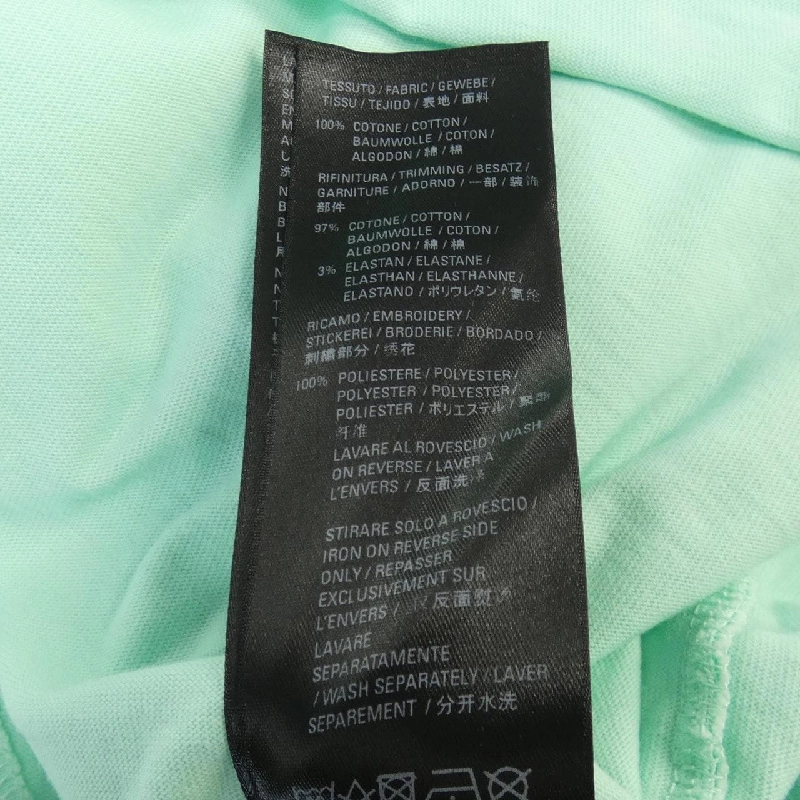 TESSUTO / FABRIC / GEWEBE /
TISSU / TEJIDO / 表地 / 面料
100% COTONE / COTTON /
BAUMWOLLE / COTON /
ALGODON / 綿 / 棉
RIFINITURA / TRIMMING / BESATZ /
GARNITURE / ADORNO / 一部 / 装饰
部件
97% COTONE / COTTON /
BAUMWOLLE / COTON /
ALGODON / 綿 / 棉
3% ELASTAN / ELASTANE /
ELASTHAN / ELASTHANNE /
ELASTANO / ポリウレタン / 氨纶
RICAMO / EMBROIDERY /
STICKEREI / BRODERIE / BORDADO /
刺繍部分 / 绣花
100% POLIESTERE / POLYESTER /
POLYESTER / POLYESTER /
POLIESTER / ポリエステル /
纤维
LAVARE AL ROVESCIO / WASH
ON REVERSE / LAVER A
L'ENVERS / 反面洗涤
STIRARE SOLO A ROVESCIO /
IRON ON REVERSE SIDE
ONLY / REPASSER
EXCLUSIVEMENT SUR
L'ENVERS / 反面熨
LAVARE
SEPARATAMENTE
/ WASH SEPARATELY / LAVER
SEPAREMENT / 分开水洗